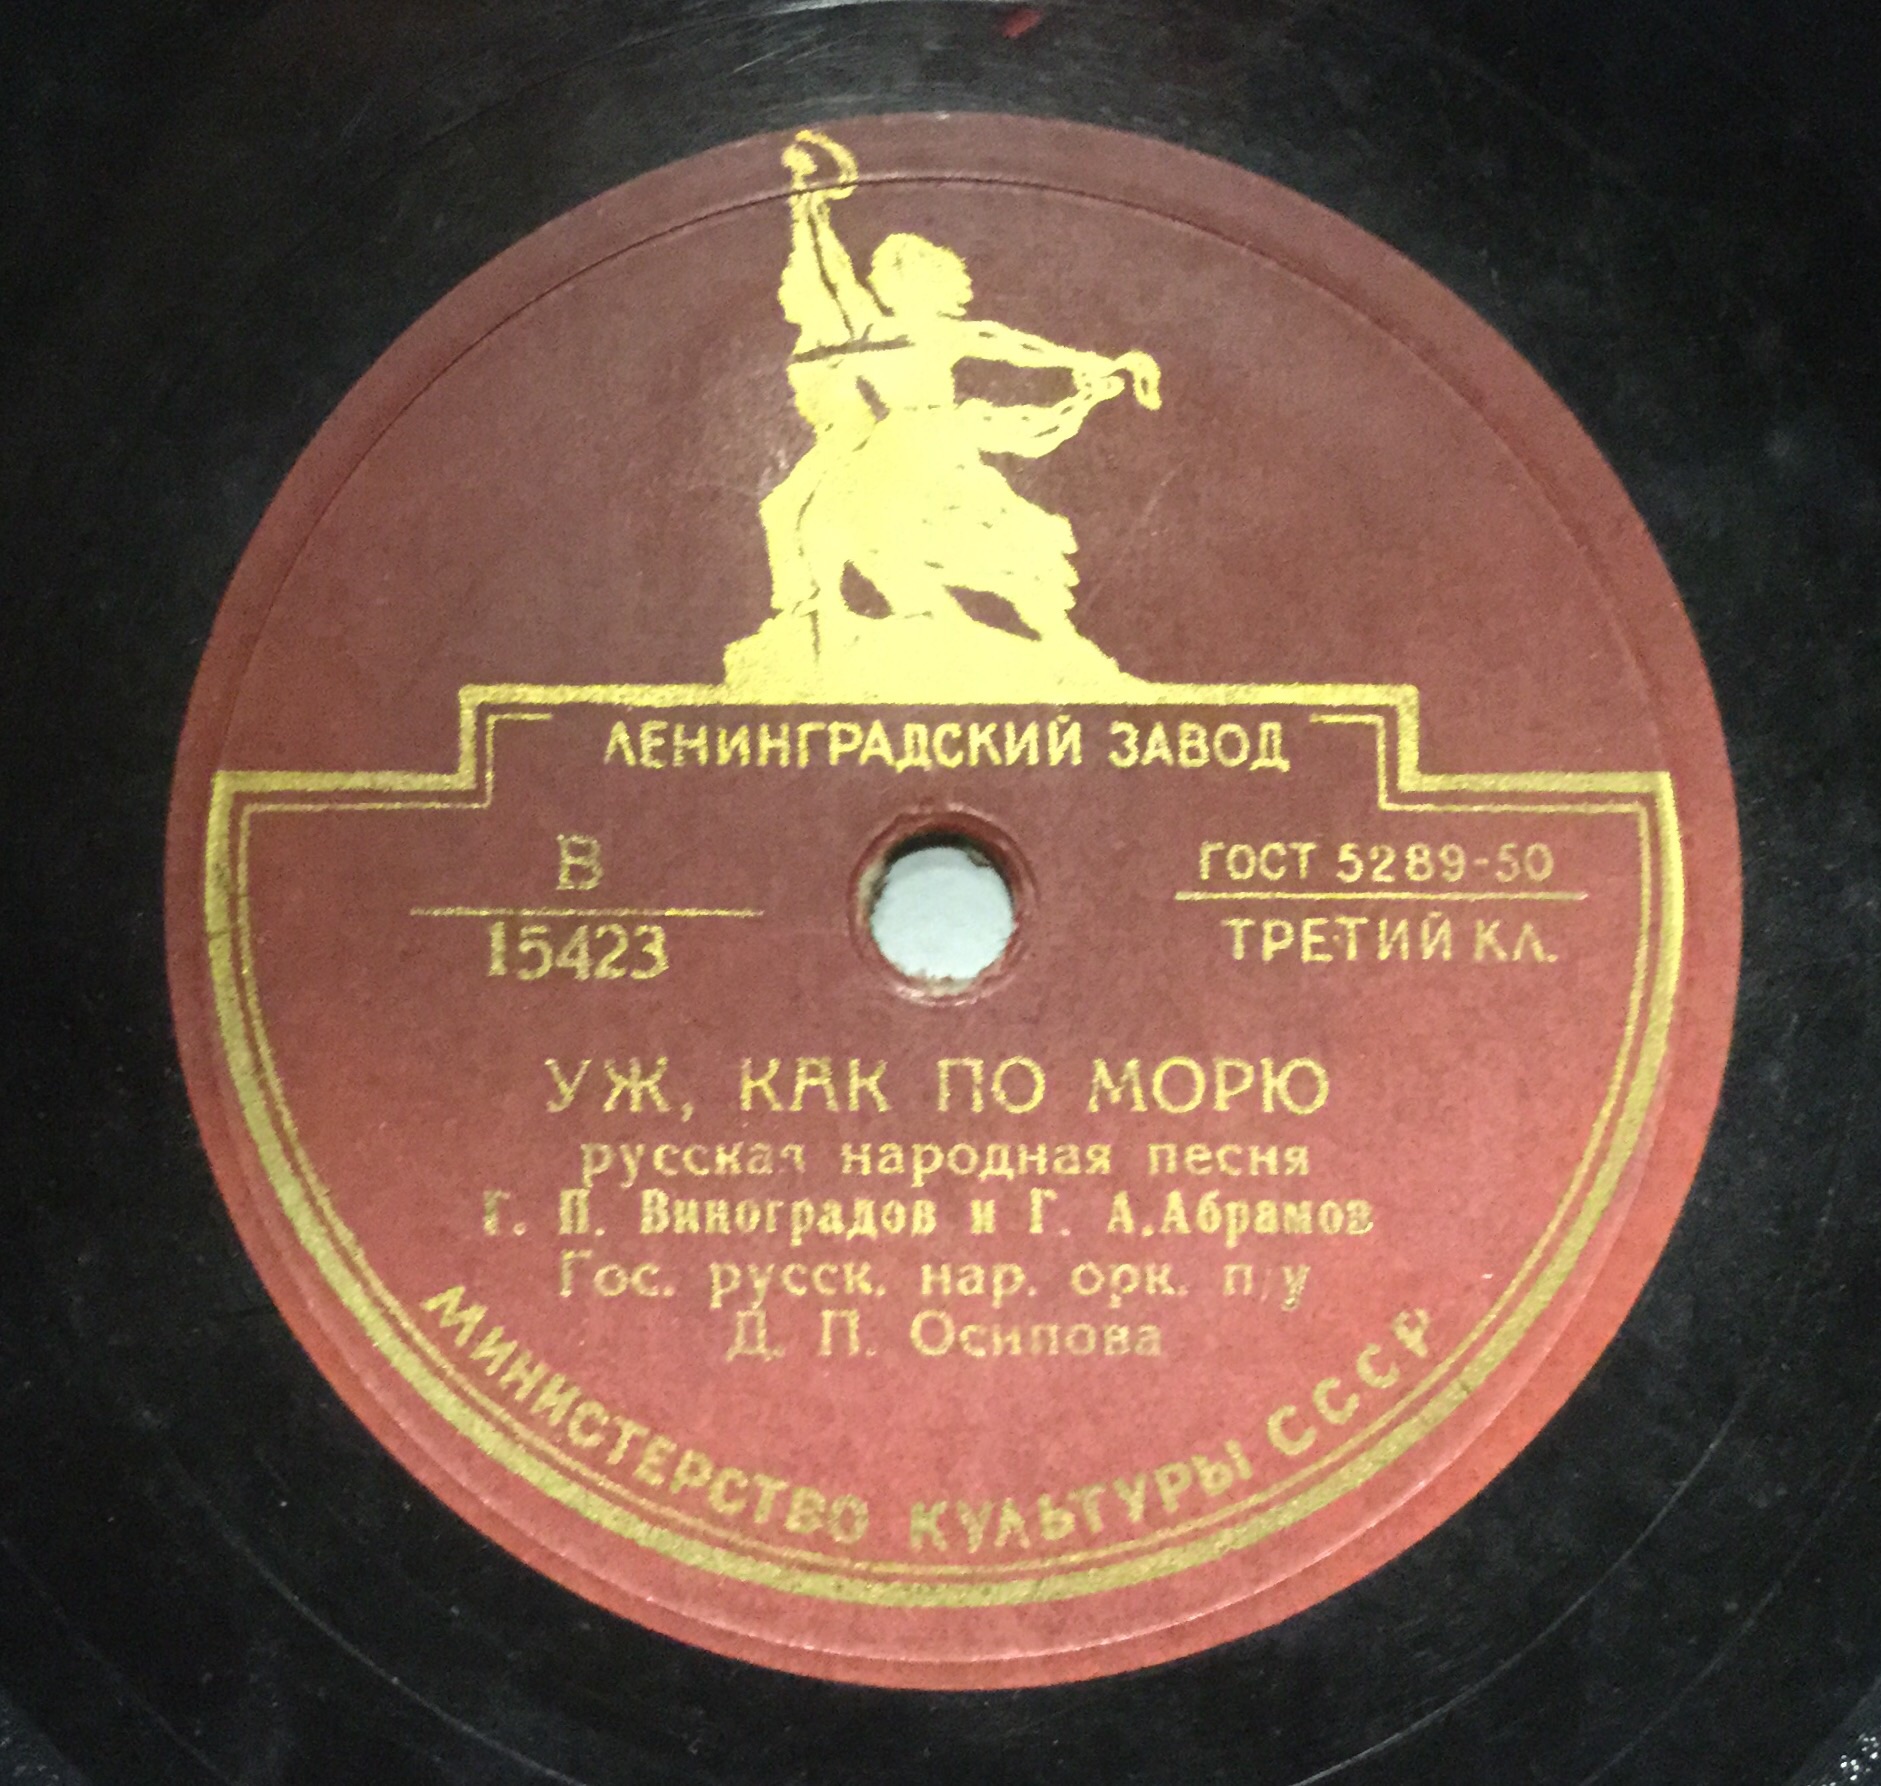 ЛЕНИНГРАДСКИЙ ЗАВОД
В
15423
ГОСТ 5289-50
ТРЕТИЙ КЛ.
УЖ, КАК ПО МОРЮ
русская народная песня
Г. П. Виноградов и Г. А. Абрамов
Гос. русск. нар. орк. п/у
Д. П. Осипова
МИНИСТЕРСТВО КУЛЬТУРЫ СССР